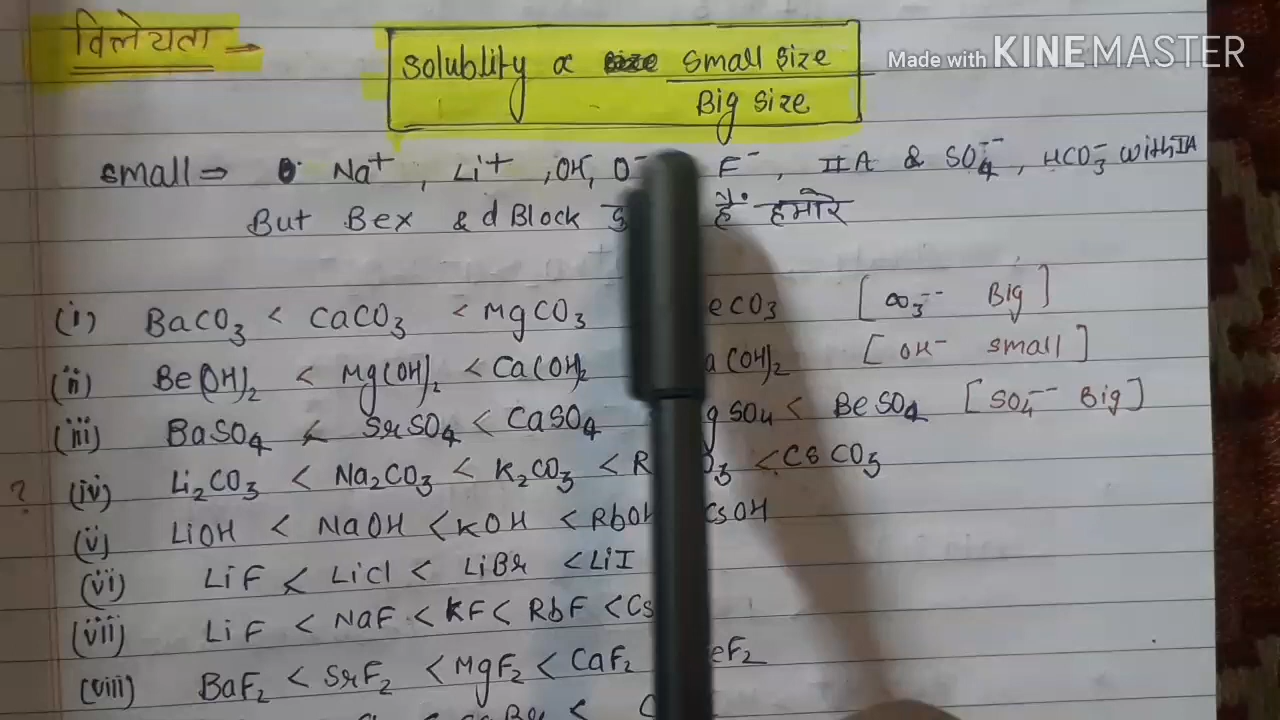 विलेयता →
Solublity ∝ Small size
Big size
Made with KINEMASTER
small ⇒ Na+, Li+, OH, O⁻ F⁻, II A & SO₄⁻⁻, HCO₃⁻ with IA
But Bex & d Block है हमारे
(i) BaCO₃ < CaCO₃ < MgCO₃ eCO₃ [CO₃⁻⁻ Big]
(ii) Be(OH)₂ < Mg(OH)₂ < Ca(OH)₂ a(OH)₂ [OH⁻ small]
(iii) BaSO₄ < SrSO₄ < CaSO₄ gSO₄ < BeSO₄ [SO₄⁻⁻ Big]
? (iv) Li₂CO₃ < Na₂CO₃ < K₂CO₃ < R O₃ < CsCO₃
(v) LiOH < NaOH < KOH < RbOH CsOH
(vi) LiF < LiCl < LiBr < LiI
(vii) LiF < NaF < KF < RbF < Cs
(viii) BaF₂ < SrF₂ < MgF₂ < CaF₂ eF₂